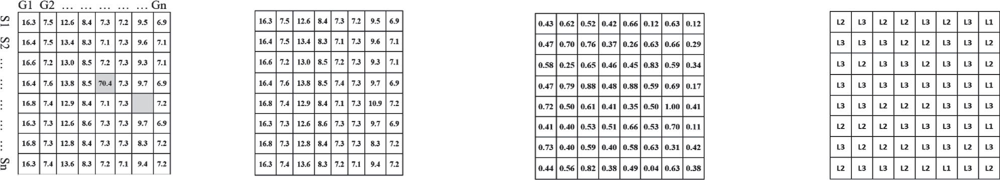 G1 G2 ... ... ... ... ... Gn
S1 S2 ... ... ... ... ... Sn
16.3 7.5 12.6 8.4 7.3 7.2 9.5 6.9
16.4 7.5 13.4 8.3 7.1 7.3 9.6 7.1
16.6 7.2 13.0 8.5 7.2 7.3 9.3 7.1
16.4 7.6 13.8 8.5 70.4 7.3 9.7 6.9
16.8 7.4 12.9 8.4 7.1 7.3 7.2
16.3 7.3 12.6 8.6 7.3 7.3 9.7 6.9
16.8 7.3 12.8 8.4 7.3 7.3 8.3 7.2
16.3 7.4 13.6 8.3 7.2 7.1 9.4 7.2
16.3 7.5 12.6 8.4 7.3 7.2 9.5 6.9
16.4 7.5 13.4 8.3 7.1 7.3 9.6 7.1
16.6 7.2 13.0 8.5 7.2 7.3 9.3 7.1
16.4 7.6 13.8 8.5 7.4 7.3 9.7 6.9
16.8 7.4 12.9 8.4 7.1 7.3 10.9 7.2
16.3 7.3 12.6 8.6 7.3 7.3 9.7 6.9
16.8 7.3 12.8 8.4 7.3 7.3 8.3 7.2
16.3 7.4 13.6 8.3 7.2 7.1 9.4 7.2
0.43 0.62 0.52 0.42 0.66 0.12 0.63 0.12
0.47 0.70 0.76 0.37 0.26 0.63 0.66 0.29
0.58 0.25 0.65 0.46 0.45 0.83 0.59 0.34
0.47 0.79 0.88 0.48 0.88 0.59 0.69 0.17
0.72 0.50 0.61 0.41 0.35 0.50 1.00 0.41
0.41 0.40 0.53 0.51 0.66 0.53 0.70 0.11
0.73 0.40 0.59 0.40 0.58 0.63 0.31 0.42
0.44 0.56 0.82 0.38 0.49 0.04 0.63 0.38
L2 L3 L2 L2 L3 L2 L3 L1
L3 L3 L3 L2 L2 L3 L3 L2
L3 L2 L3 L3 L2 L3 L3 L2
L3 L3 L3 L3 L3 L3 L3 L1
L3 L3 L2 L2 L2 L3 L3 L3
L2 L2 L2 L3 L3 L3 L3 L1
L3 L2 L2 L2 L3 L3 L2 L3
L2 L3 L3 L2 L2 L1 L3 L2